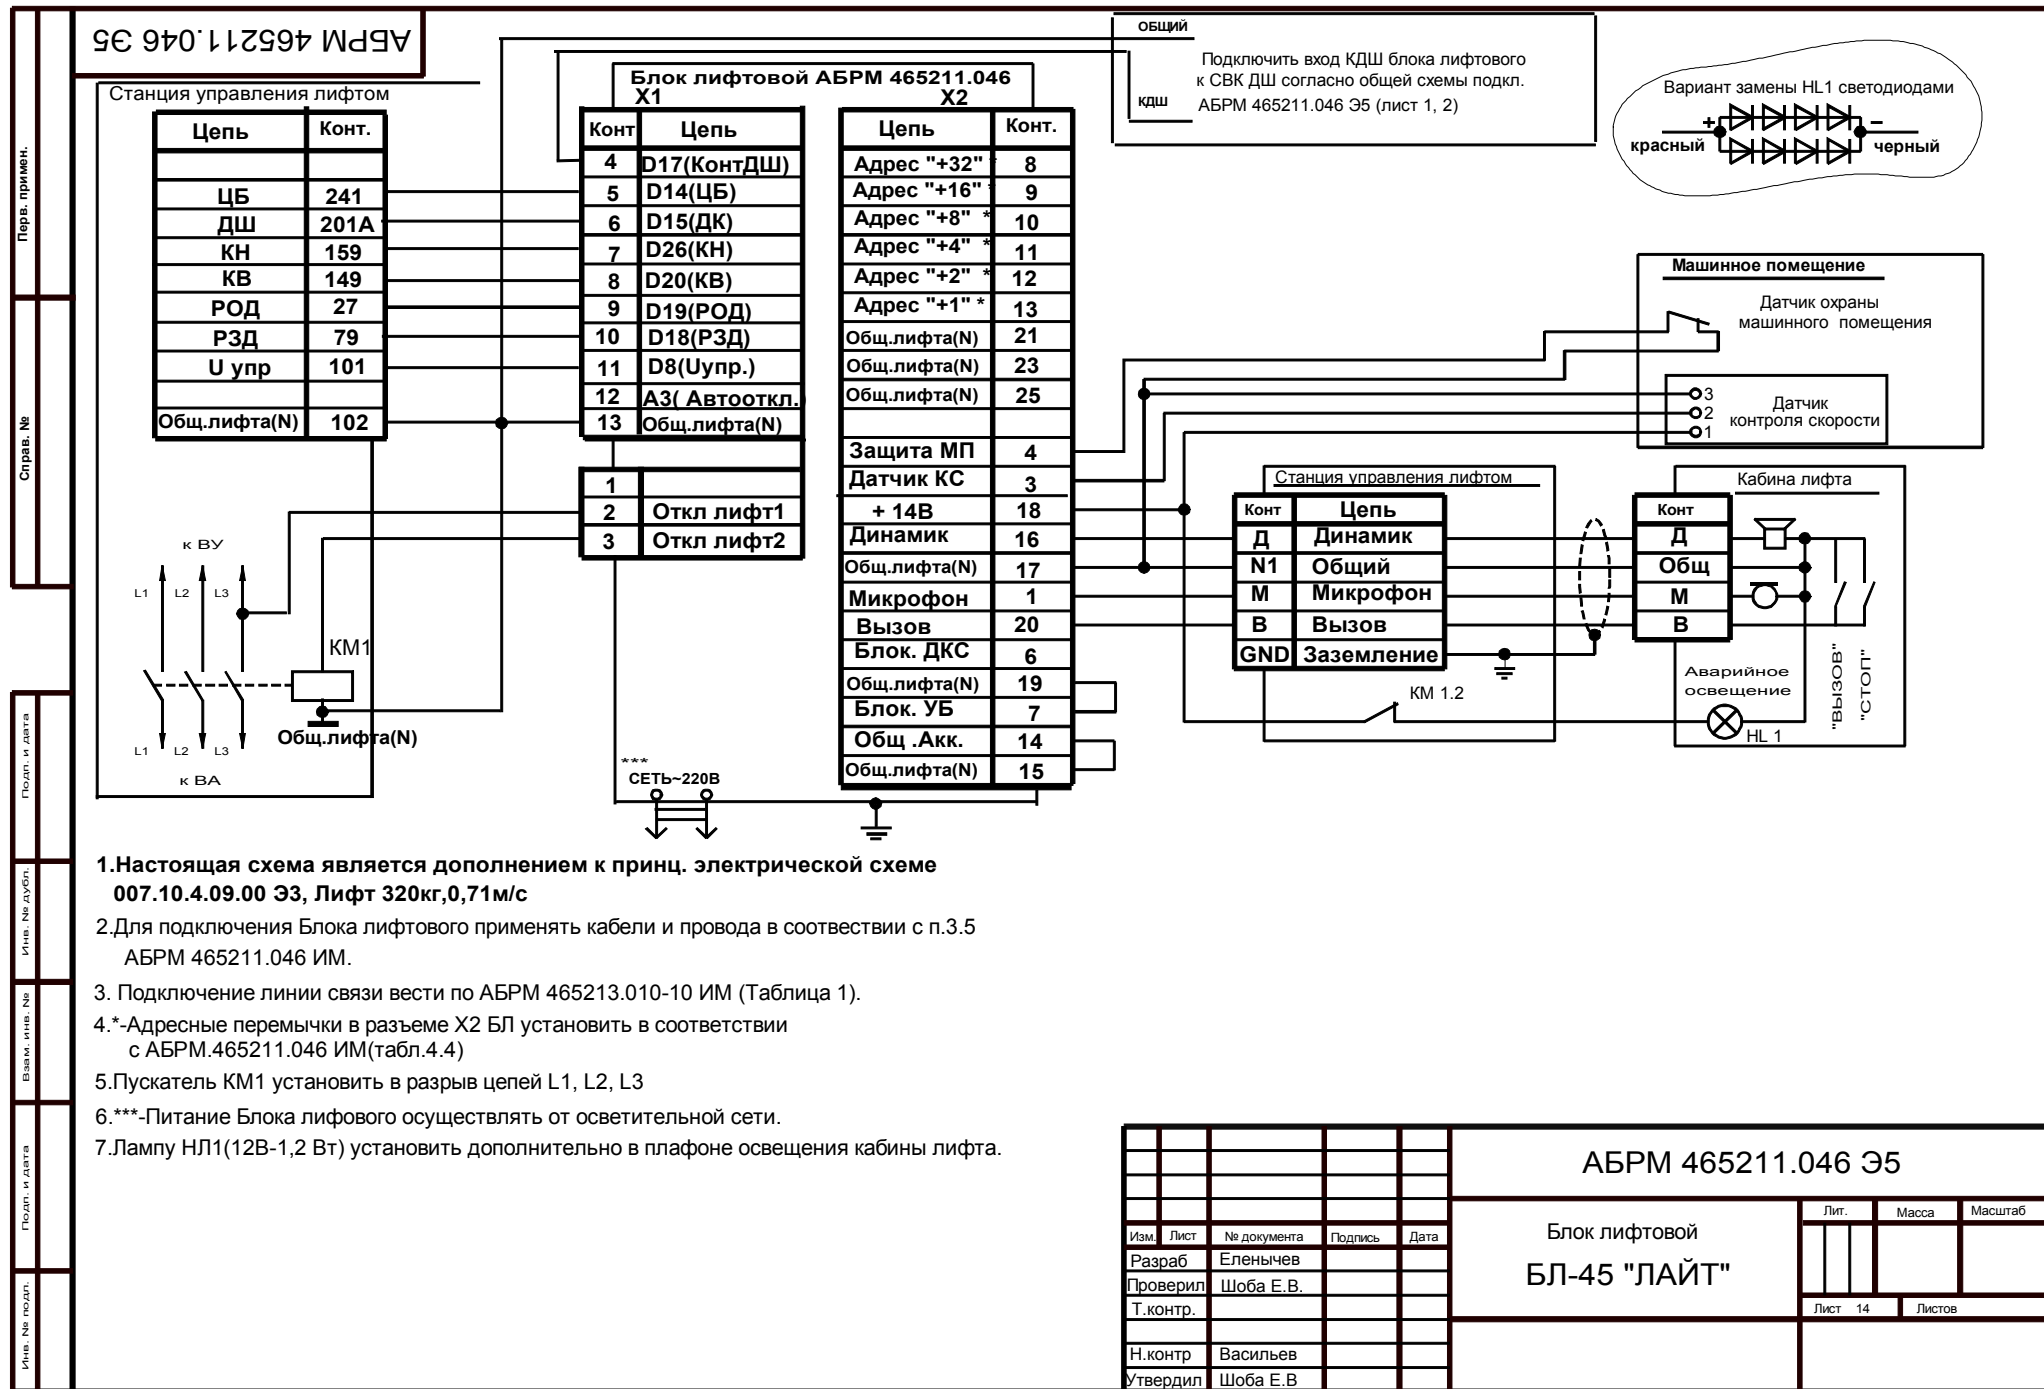 АБРМ 465211.046 Э5
Станция управления лифтом
Цепь Конт.
ЦБ 241
ДШ 201А
КН 159
КВ 149
РОД 27
РЗД 79
U упр 101
Общ.лифта(N) 102
к ВУ
L1 L2 L3
КМ1
Общ.лифта(N)
L1 L2 L3
к ВА
Блок лифтовой АБРМ 465211.046
X1 X2
Конт Цепь
4 D17(КонтДШ)
5 D14(ЦБ)
6 D15(ДК)
7 D26(КН)
8 D20(КВ)
9 D19(РОД)
10 D18(РЗД)
11 D8(Uупр.)
12 А3( Автооткл.)
13 Общ.лифта(N)
1
2 Откл лифт1
3 Откл лифт2
***
СЕТЬ~220В
Цепь Конт.
Адрес "+32" * 8
Адрес "+16" * 9
Адрес "+8" * 10
Адрес "+4" * 11
Адрес "+2" * 12
Адрес "+1" * 13
Общ.лифта(N) 21
Общ.лифта(N) 23
Общ.лифта(N) 25
Защита МП 4
Датчик КС 3
+ 14В 18
Динамик 16
Общ.лифта(N) 17
Микрофон 1
Вызов 20
Блок. ДКС 6
Общ.лифта(N) 19
Блок. УБ 7
Общ .Акк. 14
Общ.лифта(N) 15
ОБЩИЙ
Подключить вход КДШ блока лифтового
к СВК ДШ согласно общей схемы подкл.
КДШ АБРМ 465211.046 Э5 (лист 1, 2)
Вариант замены HL1 светодиодами
+ −
красный черный
Машинное помещение
Датчик охраны
машинного помещения
3
2
1
Датчик
контроля скорости
Станция управления лифтом
Конт Цепь
Д Динамик
N1 Общий
М Микрофон
В Вызов
GND Заземление
КМ 1.2
Кабина лифта
Конт
Д
Общ
М
В
Аварийное
освещение
HL 1
"ВЫЗОВ"
"СТОП"
1.Настоящая схема является дополнением к принц. электрической схеме
007.10.4.09.00 Э3, Лифт 320кг,0,71м/с
2.Для подключения Блока лифтового применять кабели и провода в соотвествии с п.3.5
АБРМ 465211.046 ИМ.
3. Подключение линии связи вести по АБРМ 465213.010-10 ИМ (Таблица 1).
4.*-Адресные перемычки в разъеме Х2 БЛ установить в соответствии
с АБРМ.465211.046 ИМ(табл.4.4)
5.Пускатель КМ1 установить в разрыв цепей L1, L2, L3
6.***-Питание Блока лифового осуществлять от осветительной сети.
7.Лампу НЛ1(12В-1,2 Вт) установить дополнительно в плафоне освещения кабины лифта.
Перв. примен.
Справ. №
Подп. и дата
Инв. № дубл.
Взам. инв. №
Подп. и дата
Инв. № подл.
АБРМ 465211.046 Э5
Изм. Лист № документа Подпись Дата
Разраб Еленычев
Проверил Шоба Е.В.
Т.контр.
Н.контр Васильев
Утвердил Шоба Е.В
Блок лифтовой
БЛ-45 "ЛАЙТ"
Лит. Масса Масштаб
Лист 14 Листов